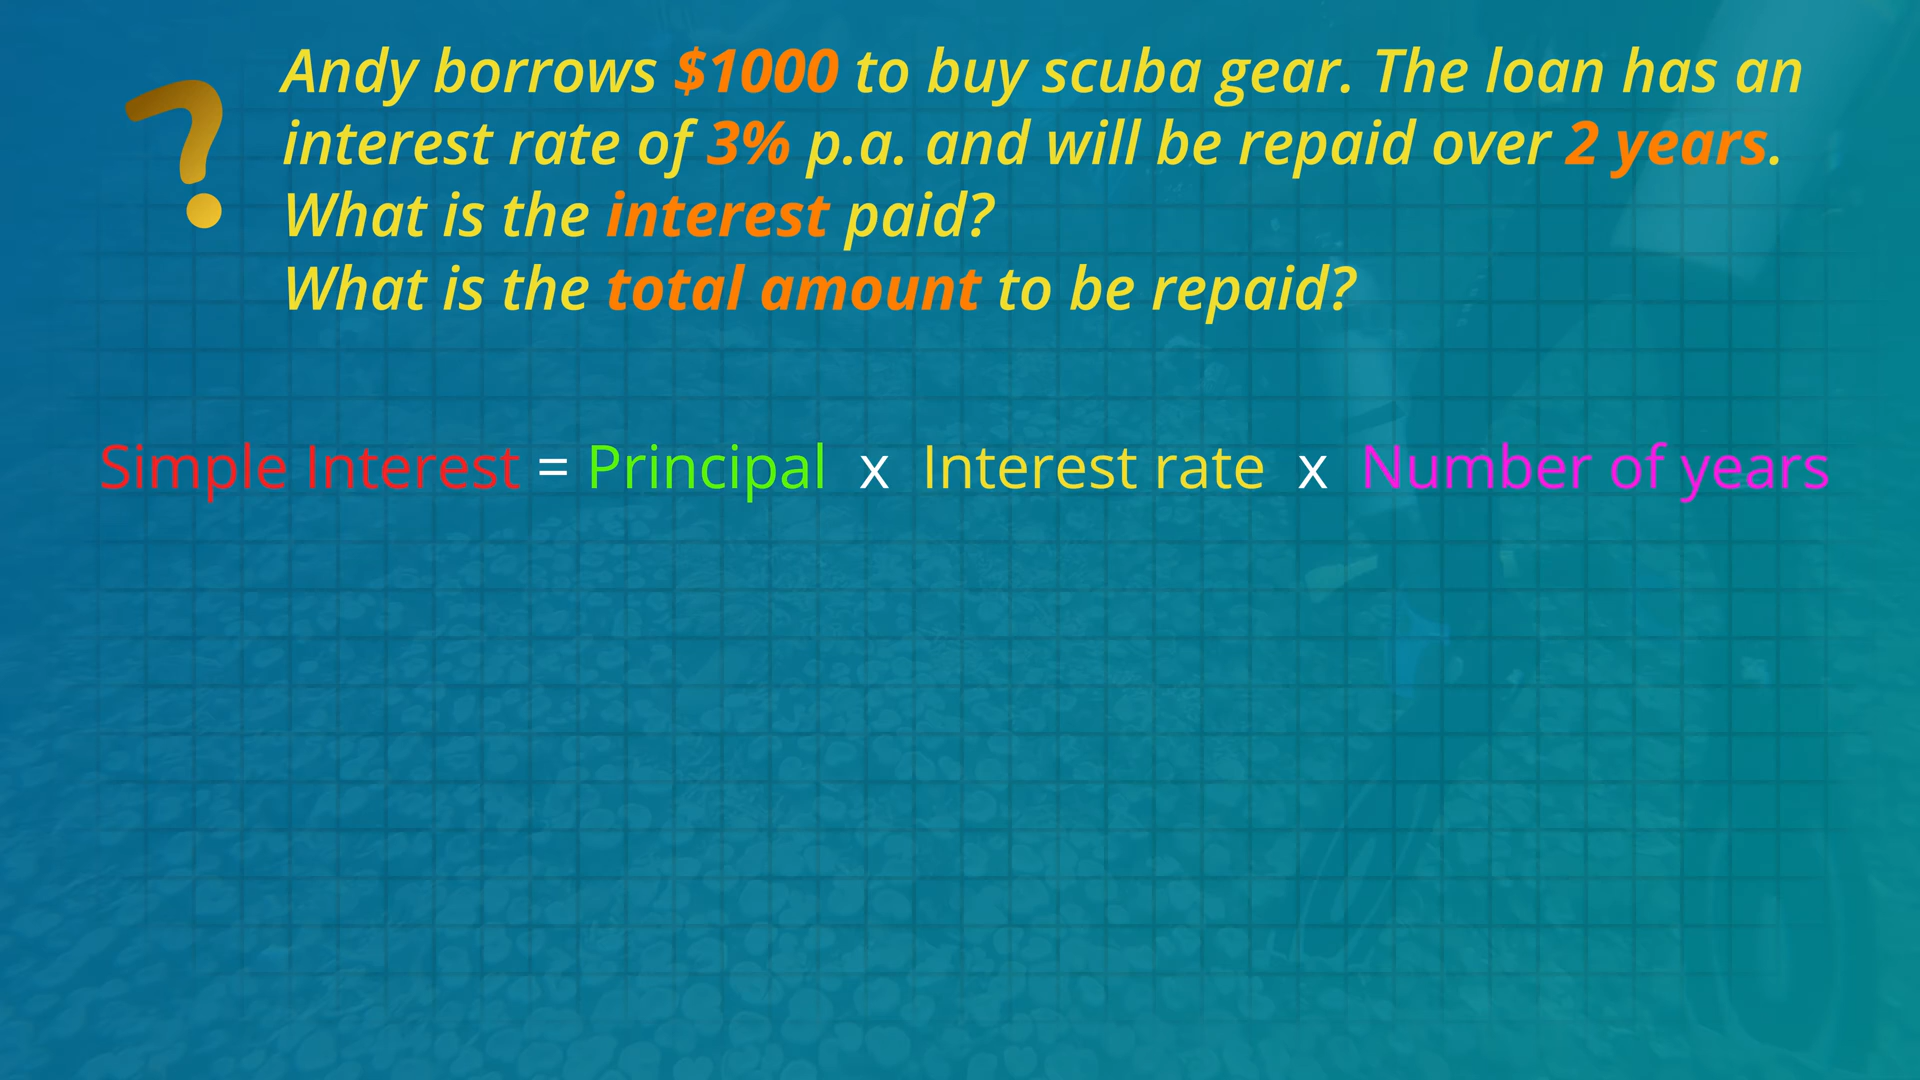 ?
Andy borrows $1000 to buy scuba gear. The loan has an
interest rate of 3% p.a. and will be repaid over 2 years.
What is the interest paid?
What is the total amount to be repaid?
Simple Interest = Principal x Interest rate x Number of years